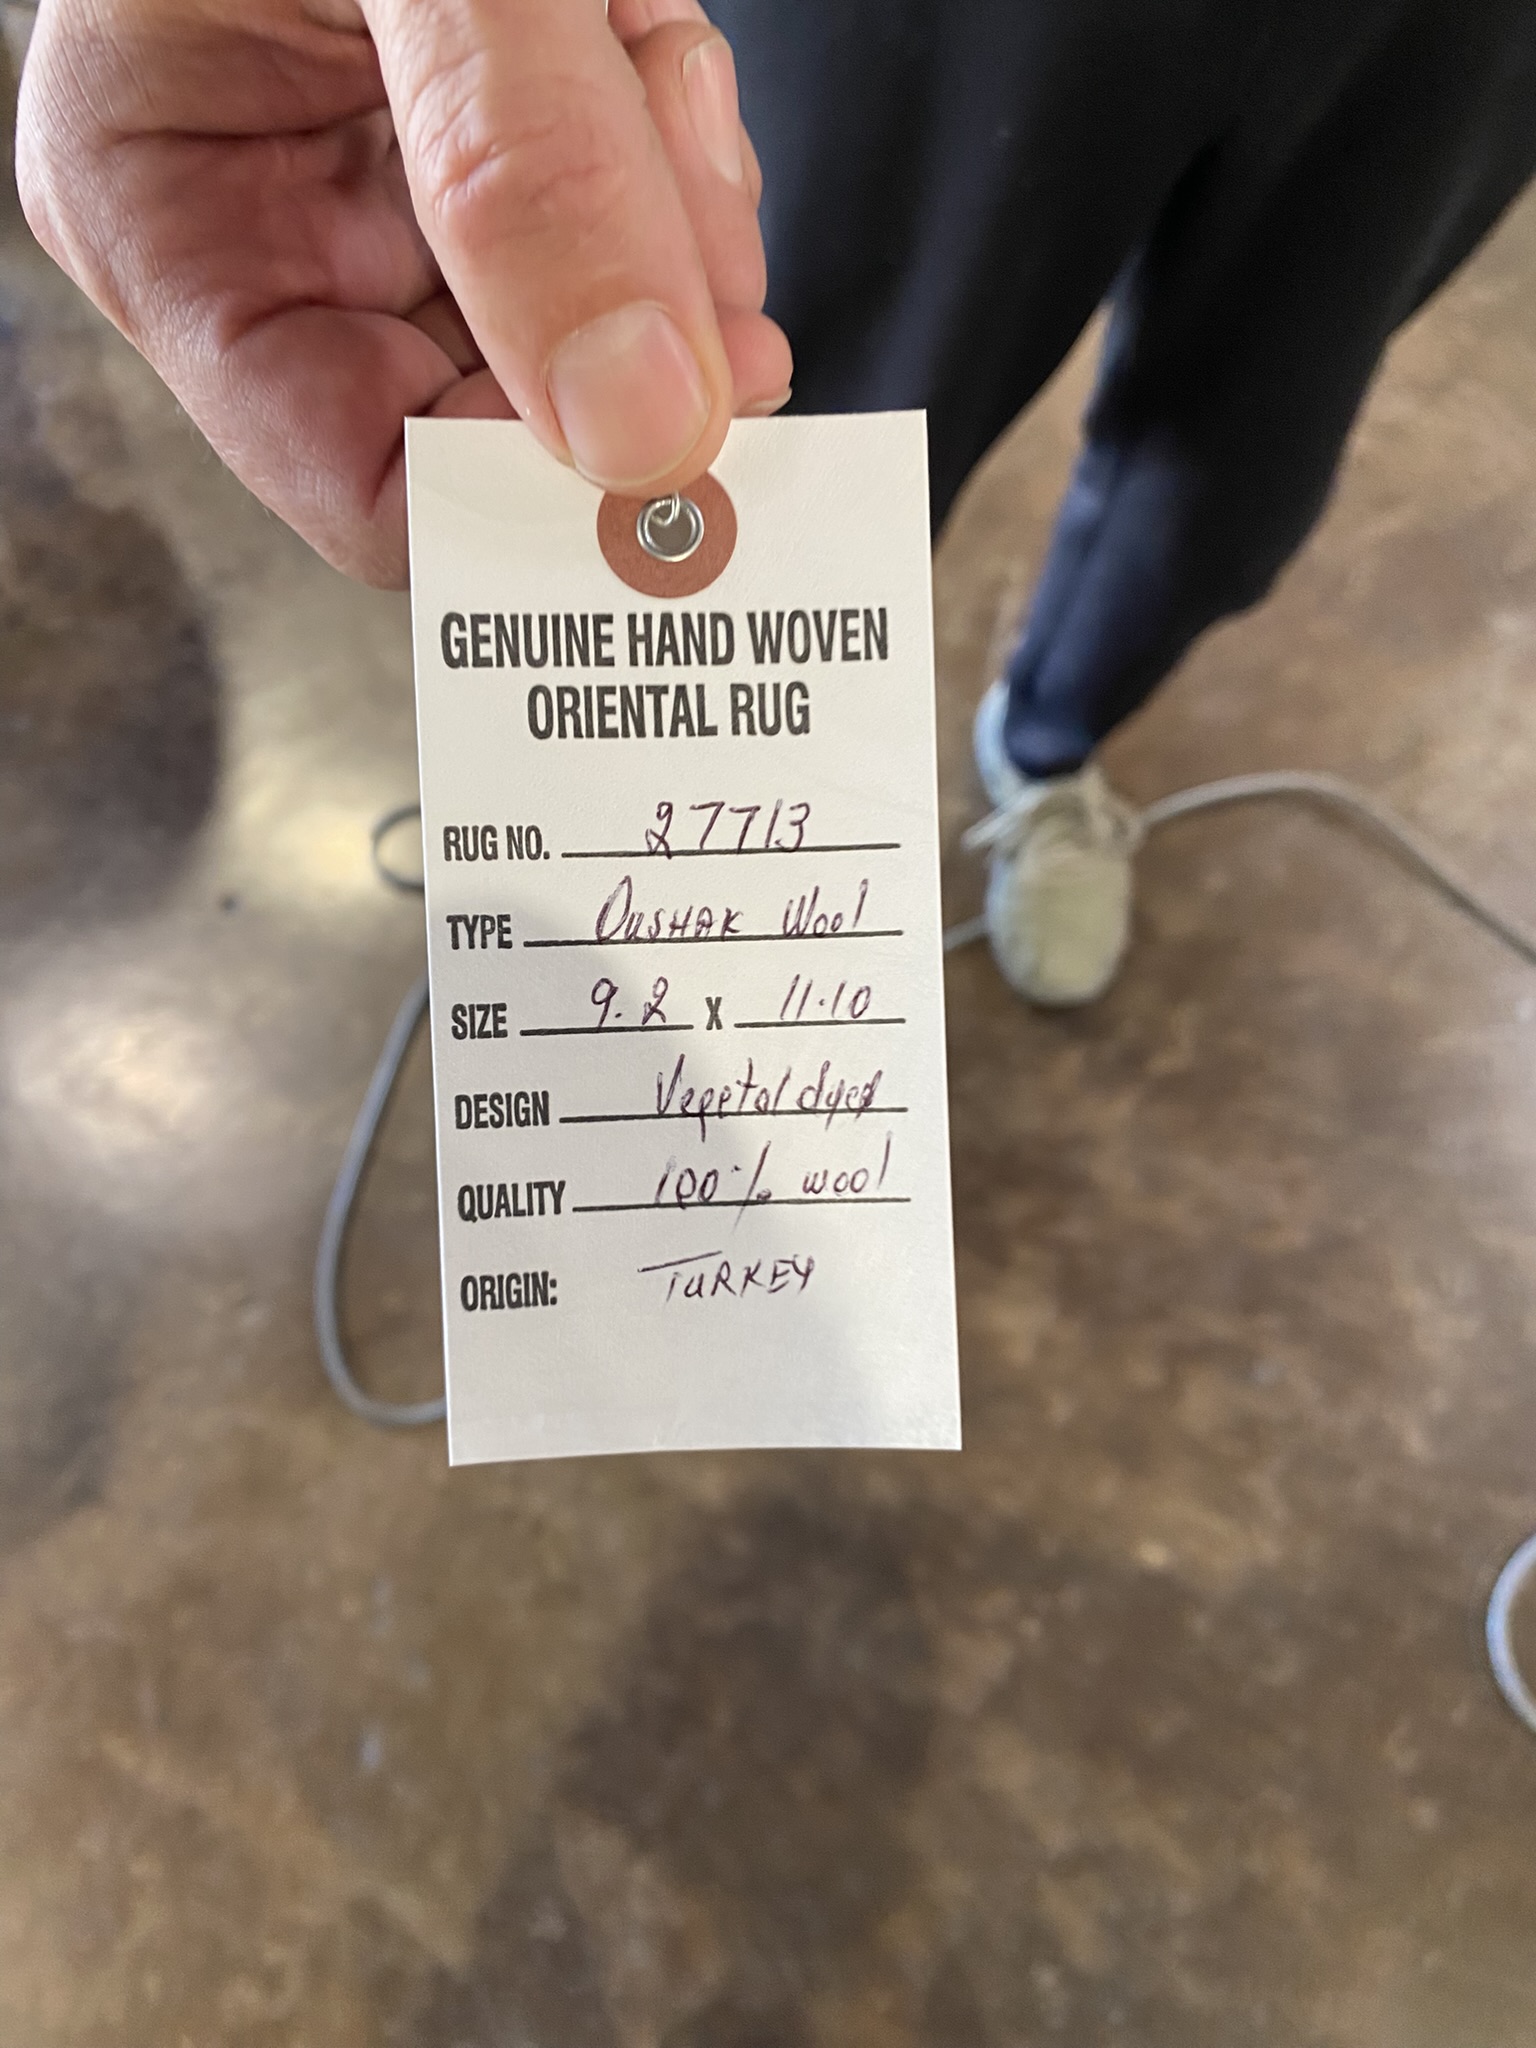 GENUINE HAND WOVEN
ORIENTAL RUG
RUG NO. 27713
TYPE OUSHAK Wool
SIZE 9.2 X 11.10
DESIGN Vegetal dyed
QUALITY 100% wool
ORIGIN: TURKEY